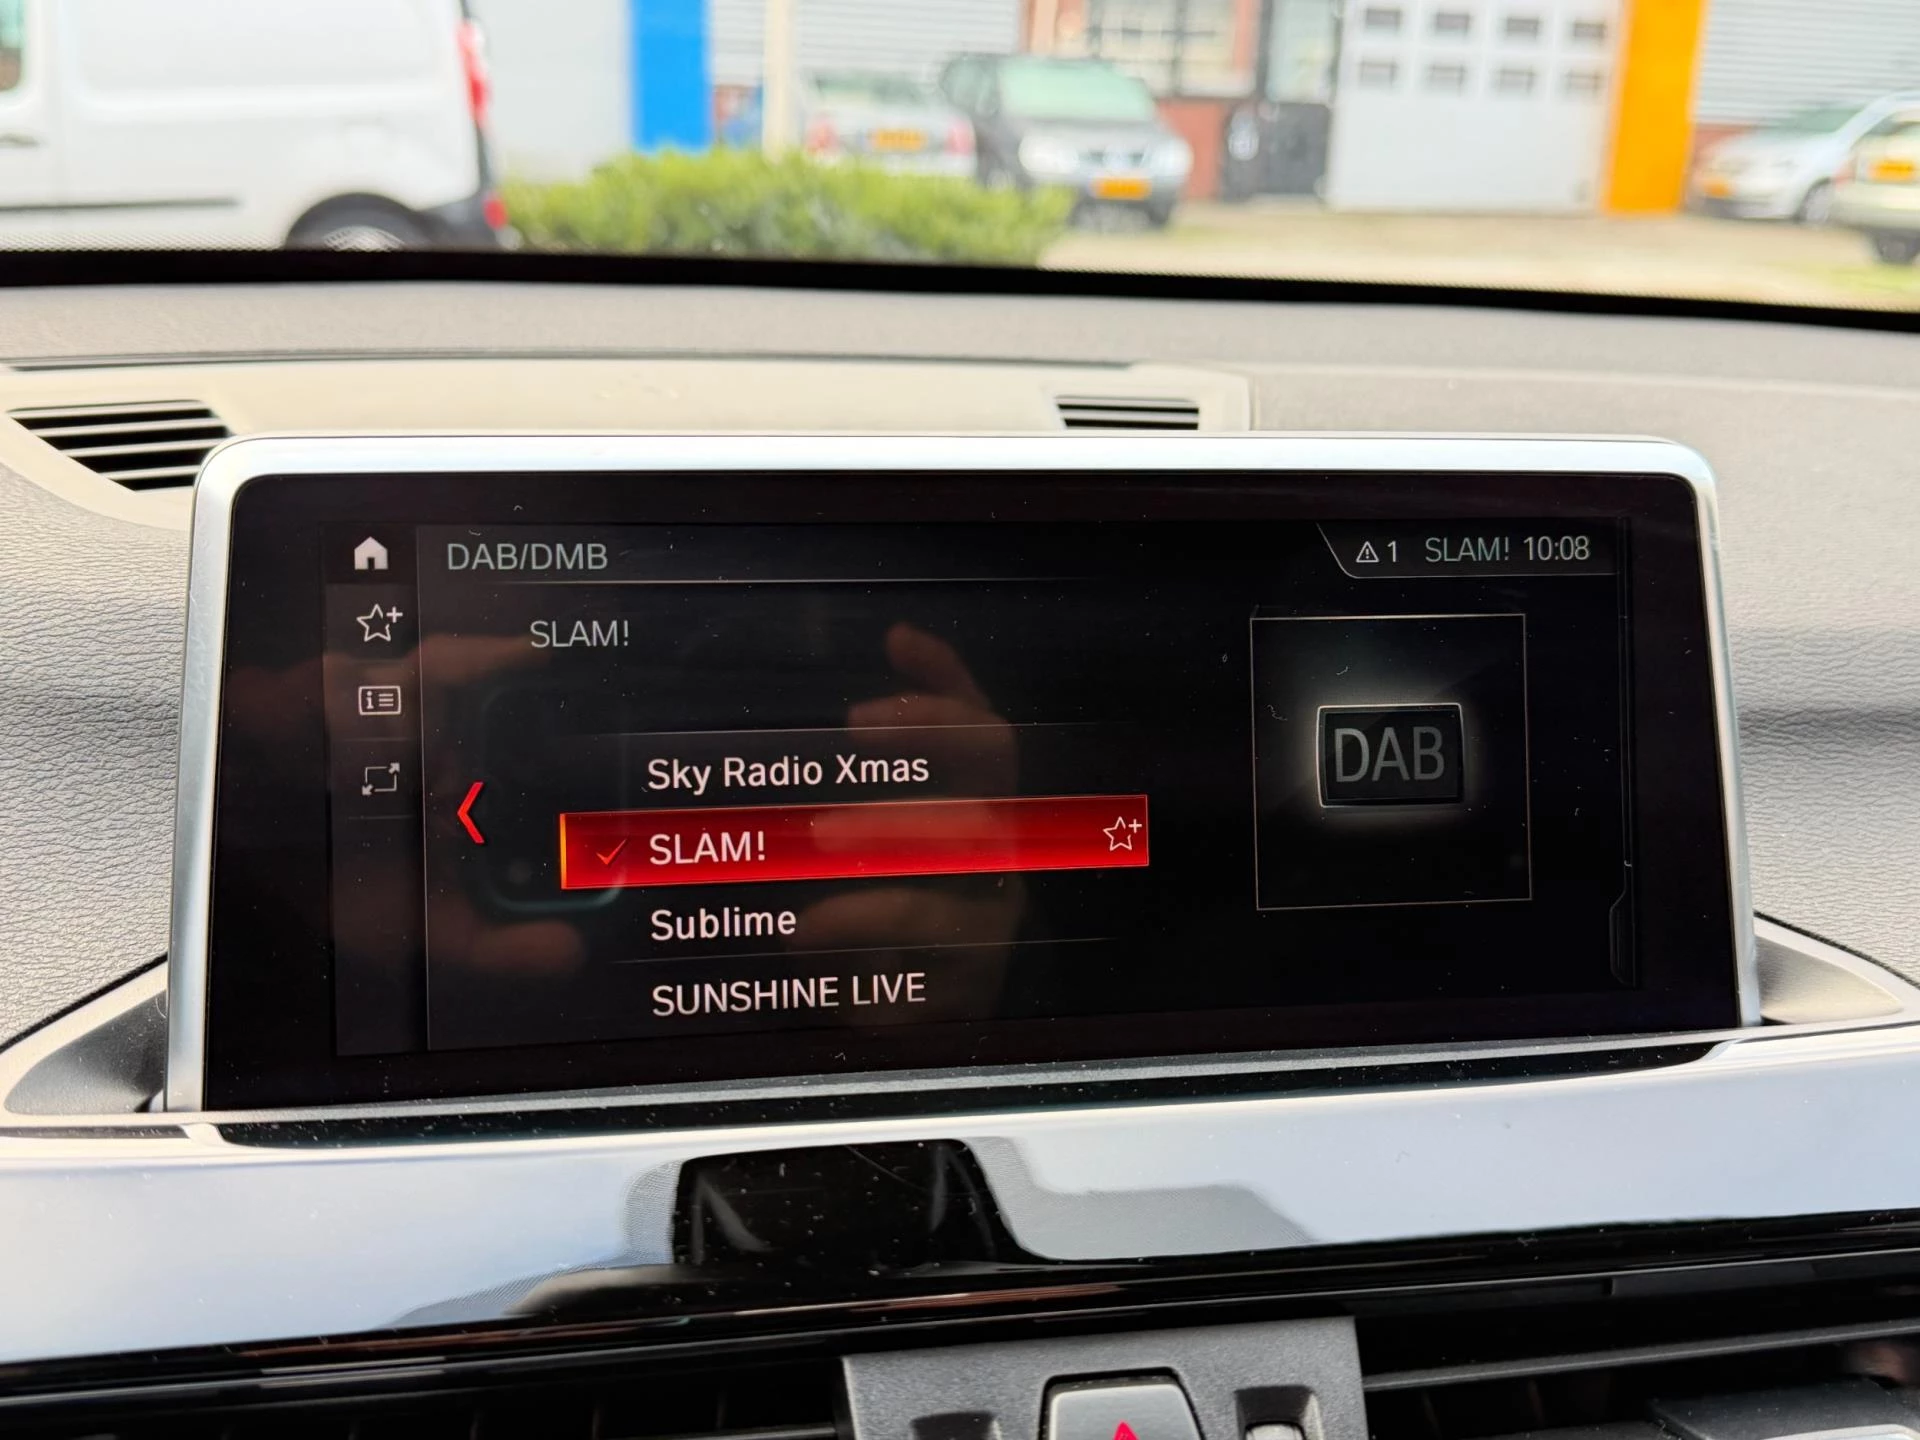 DAB/DMB
1 SLAM! 10:08
SLAM!
Sky Radio Xmas
SLAM!
Sublime
SUNSHINE LIVE
DAB